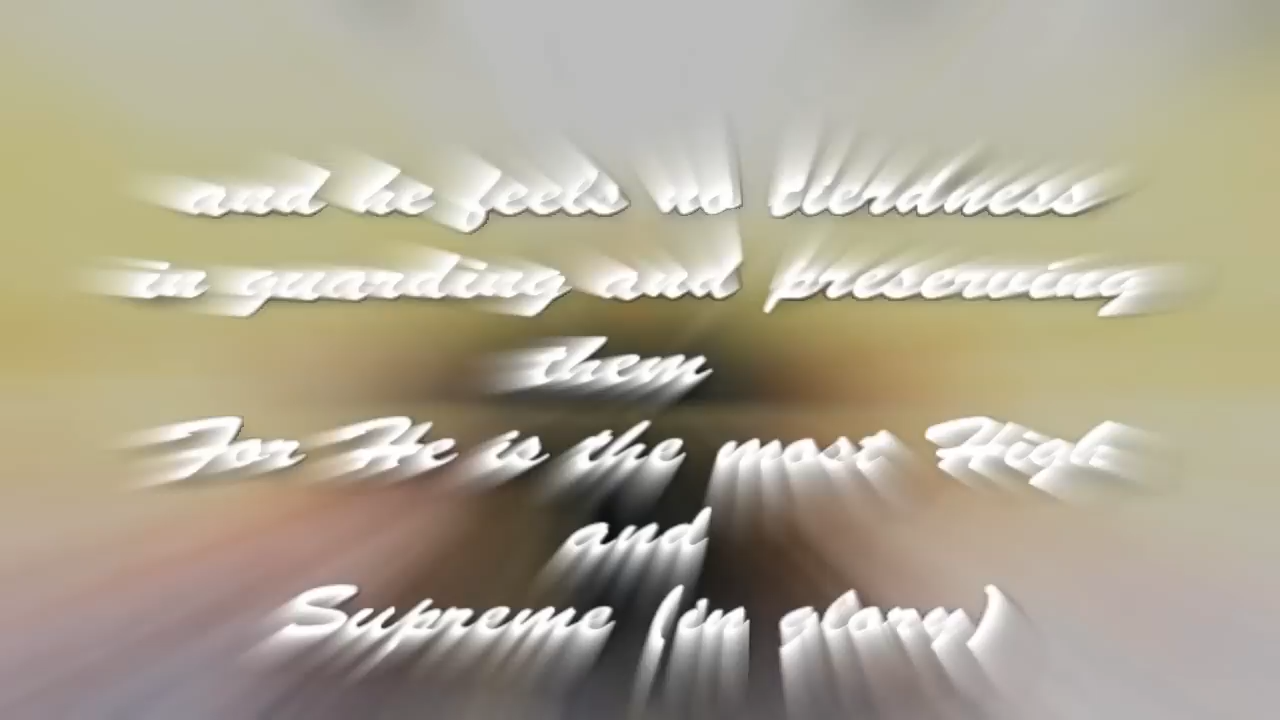 and he feels no tierdness
in guarding and preserving
them
For He is the most High
and
Supreme (in glory)